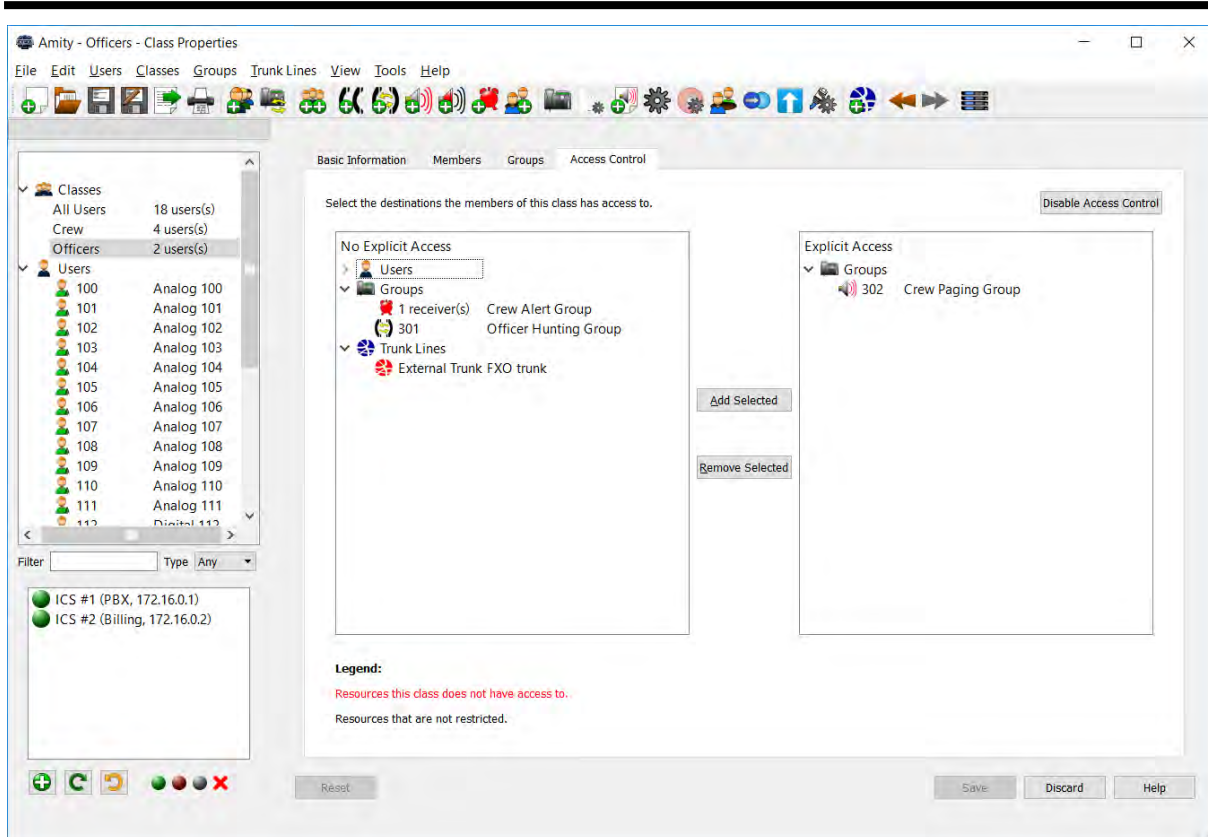 Amity - Officers - Class Properties
File Edit Users Classes Groups Trunk Lines View Tools Help
Classes
All Users 18 users(s)
Crew 4 users(s)
Officers 2 users(s)
Users
100 Analog 100
101 Analog 101
102 Analog 102
103 Analog 103
104 Analog 104
105 Analog 105
106 Analog 106
107 Analog 107
108 Analog 108
109 Analog 109
110 Analog 110
111 Analog 111
112 Digital 112
Filter Type Any
ICS #1 (PBX, 172.16.0.1)
ICS #2 (Billing, 172.16.0.2)
Basic Information Members Groups Access Control
Select the destinations the members of this class has access to.
Disable Access Control
No Explicit Access
Users
Groups
1 receiver(s) Crew Alert Group
301 Officer Hunting Group
Trunk Lines
External Trunk FXO trunk
Add Selected
Remove Selected
Explicit Access
Groups
302 Crew Paging Group
Legend:
Resources this class does not have access to.
Resources that are not restricted.
Reset Save Discard Help